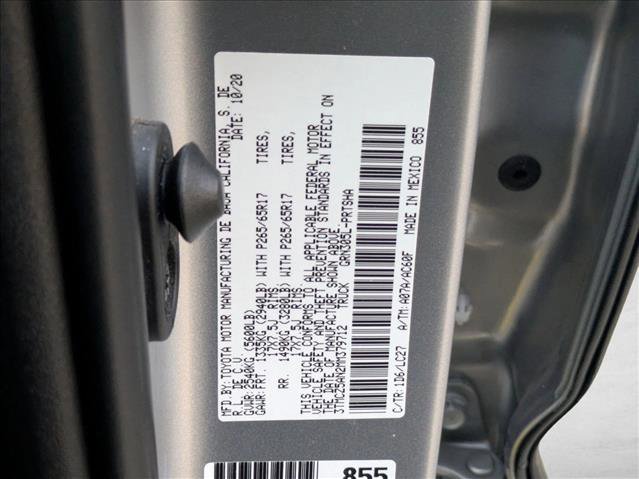 MFD. BY:TOYOTA MOTOR MANUFACTURING DE BAJA CALIFORNIA, S. DE
R. L. DE C.V. DATE: 10/20
GVWR: 2540KG (5600LB)
GAWR: FRT. 1335KG (2940LB) WITH P265/65R17 TIRES,
17X7.5J RIMS,
RR. 1490KG (3280LB) WITH P265/65R17 TIRES,
17X7.5J RIMS,
THIS VEHICLE CONFORMS TO ALL APPLICABLE FEDERAL MOTOR
VEHICLE SAFETY AND THEFT PREVENTION STANDARDS IN EFFECT ON
THE DATE OF MANUFACTURE SHOWN ABOVE.
3TMCZ5AN2MM379712 TRUCK GRN305L-PRTSHA
C/TR:1D6/LC27 A/TM: A07A/AC60F MADE IN MEXICO 855
855